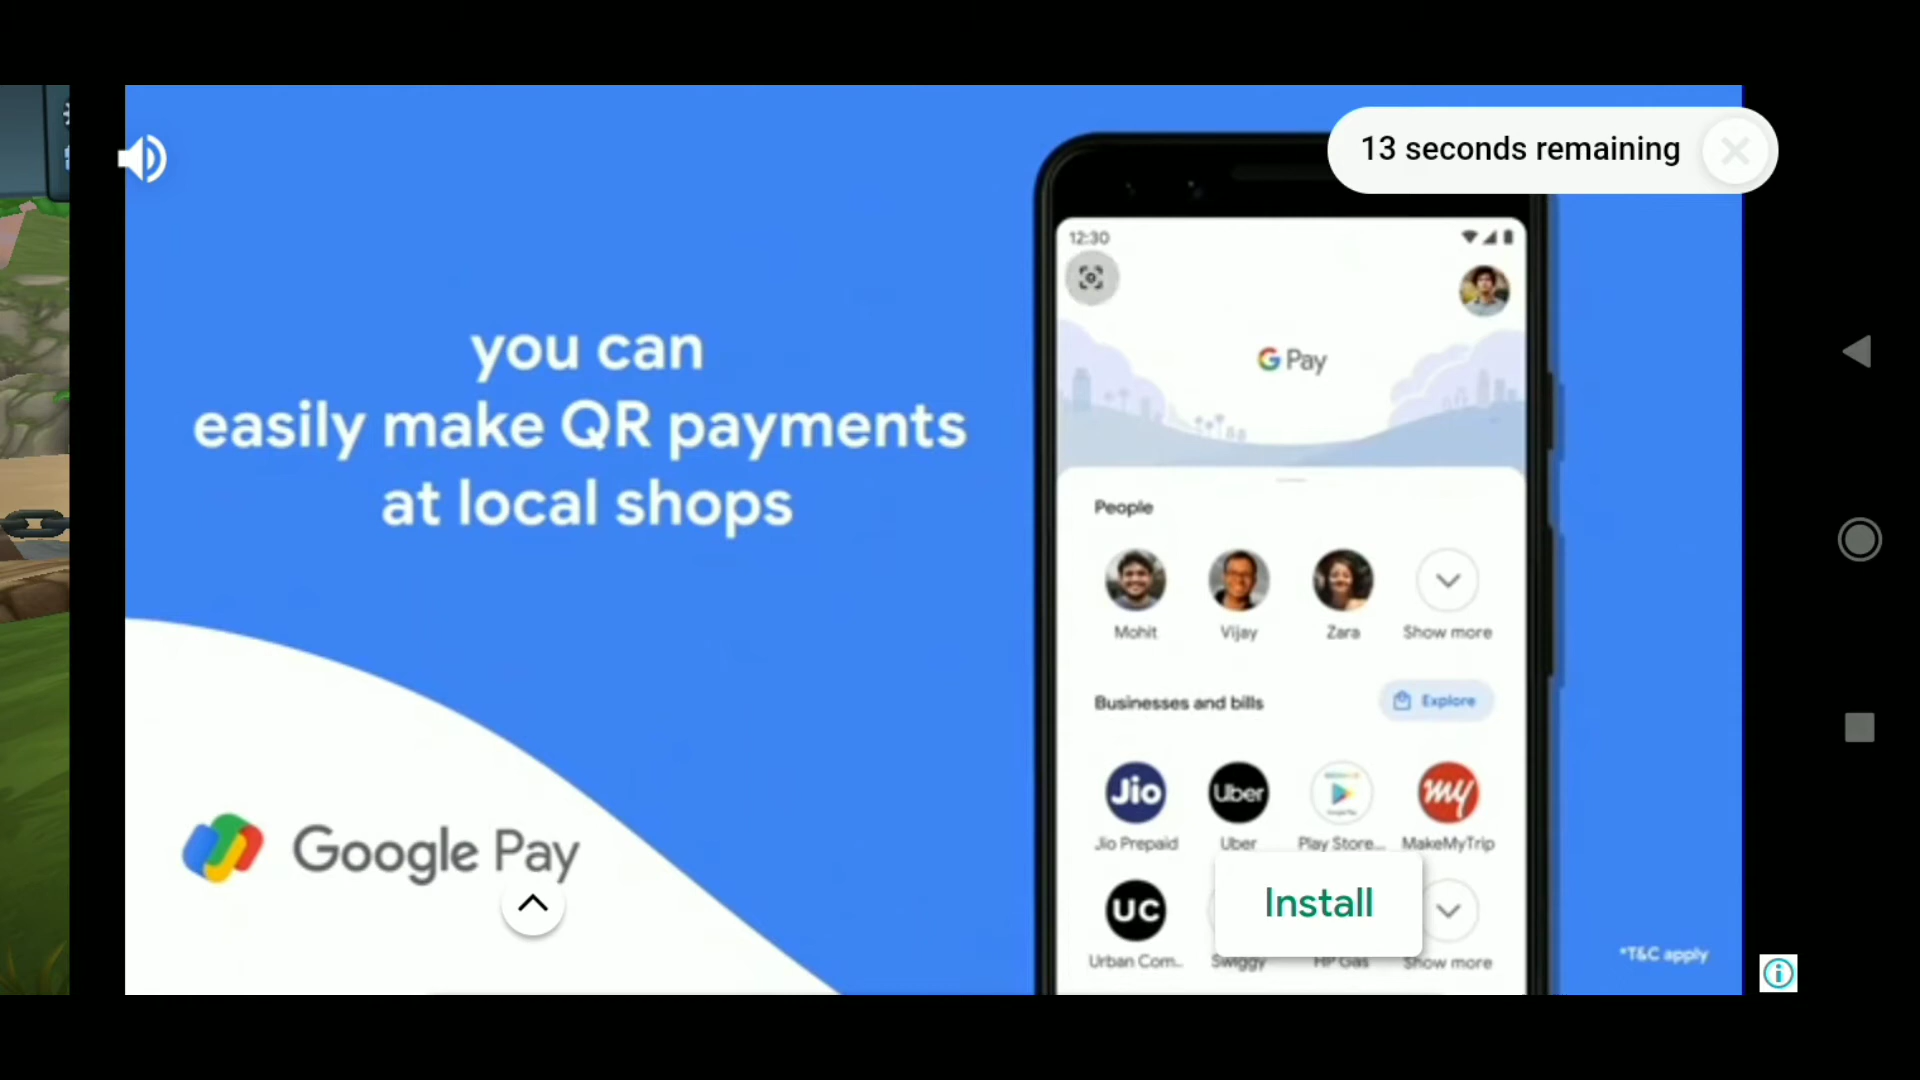 13 seconds remaining
12:30
G Pay
you can
easily make QR payments
at local shops
People
Mohit Vijay Zara Show more
Businesses and bills Explore
Jio Uber my
Jio Prepaid Uber Play Store... MakeMyTrip
Google Pay
UC Install
Urban Com... Swiggy HP Gas Show more
*T&C apply